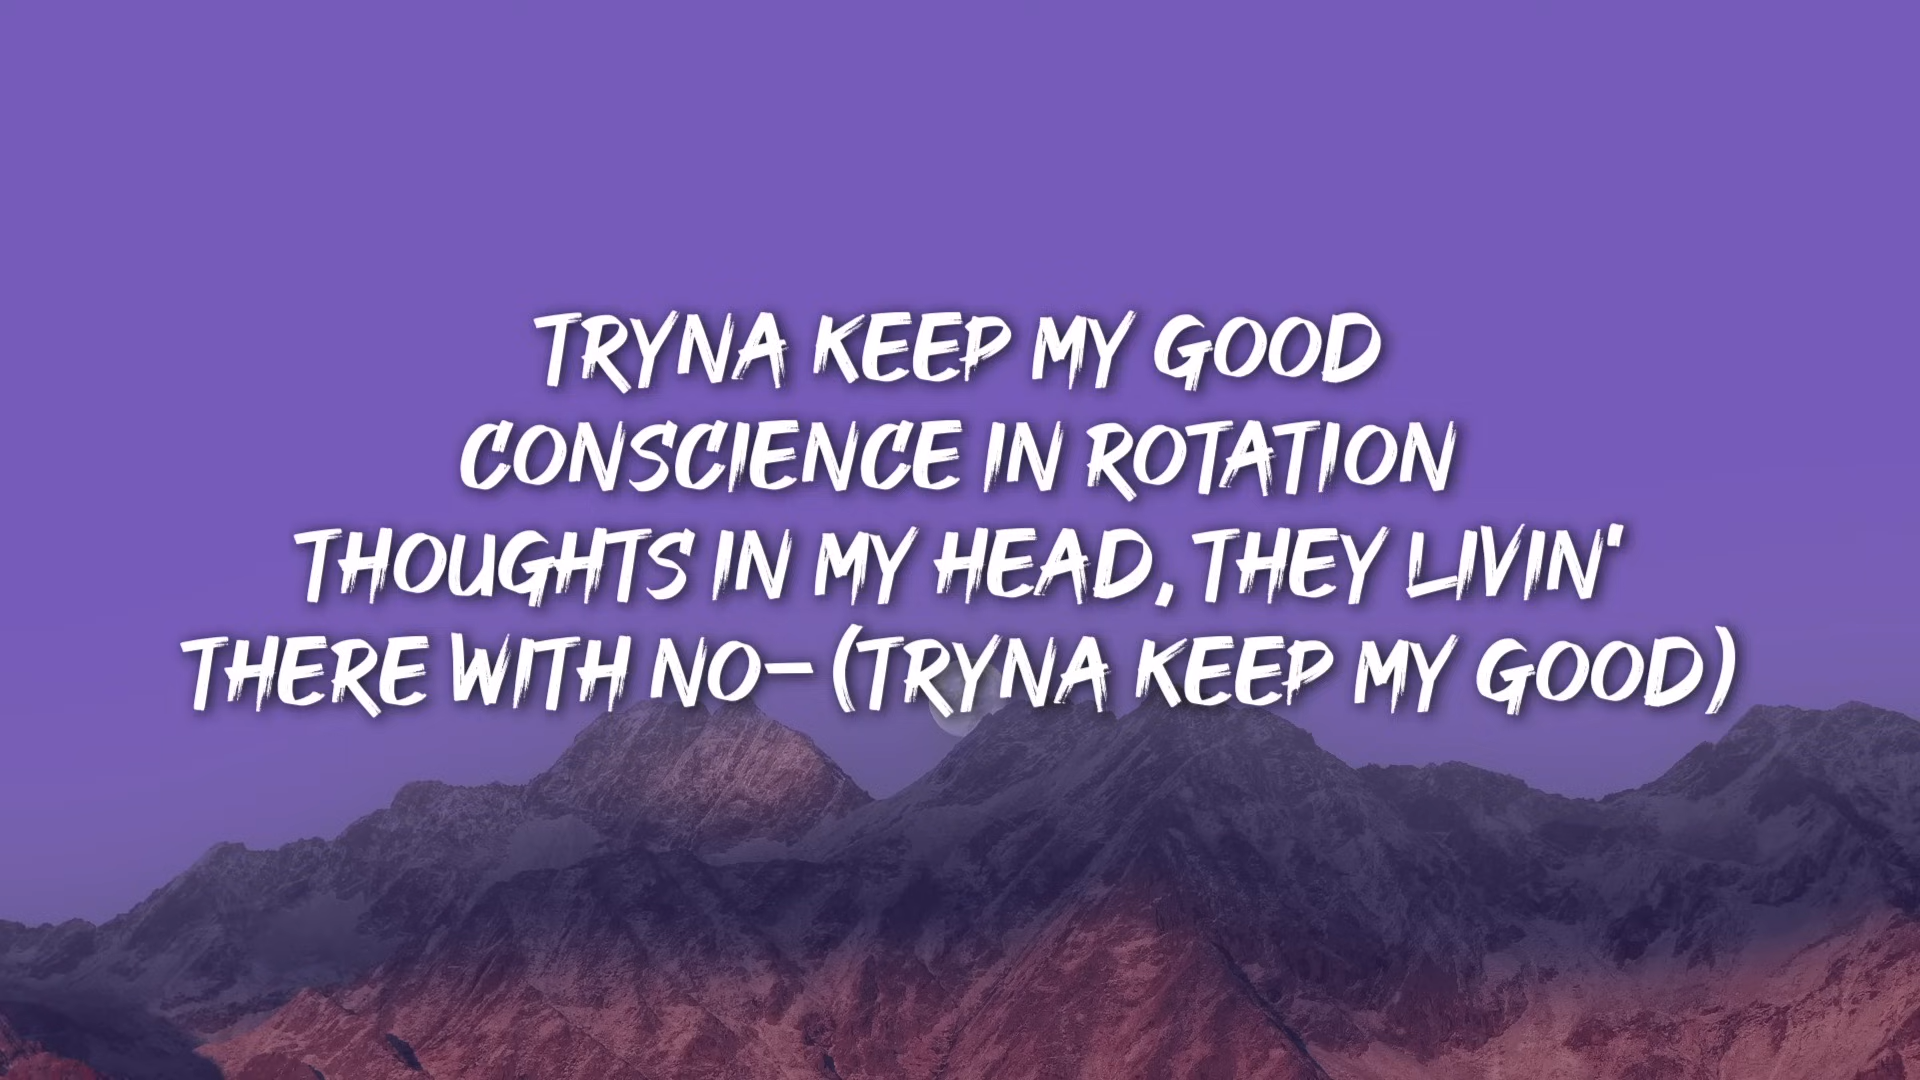 TRYNA KEEP MY GOOD
CONSCIENCE IN ROTATION
THOUGHTS IN MY HEAD, THEY LIVIN'
THERE WITH NO- (TRYNA KEEP MY GOOD)